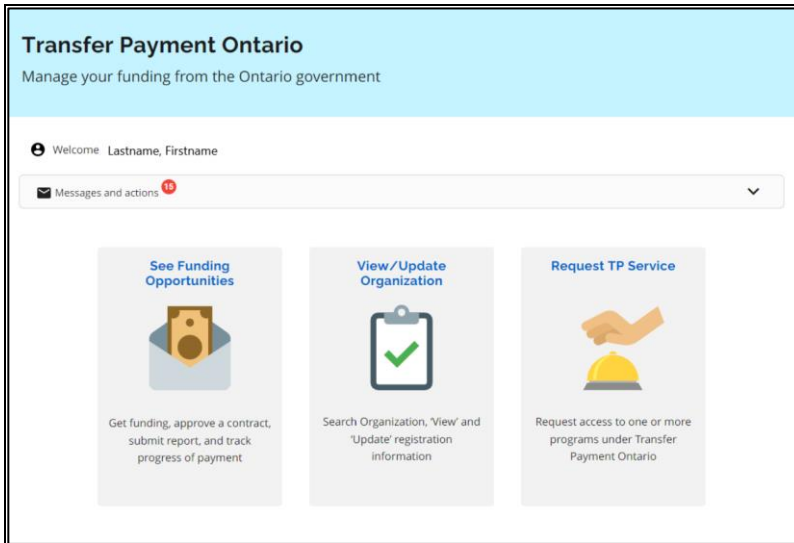 Transfer Payment Ontario
Manage your funding from the Ontario government
Welcome Lastname, Firstname
Messages and actions 15
See Funding
Opportunities
Get funding, approve a contract,
submit report, and track
progress of payment
View/Update
Organization
Search Organization, ‘View’ and
‘Update’ registration
information
Request TP Service
Request access to one or more
programs under Transfer
Payment Ontario